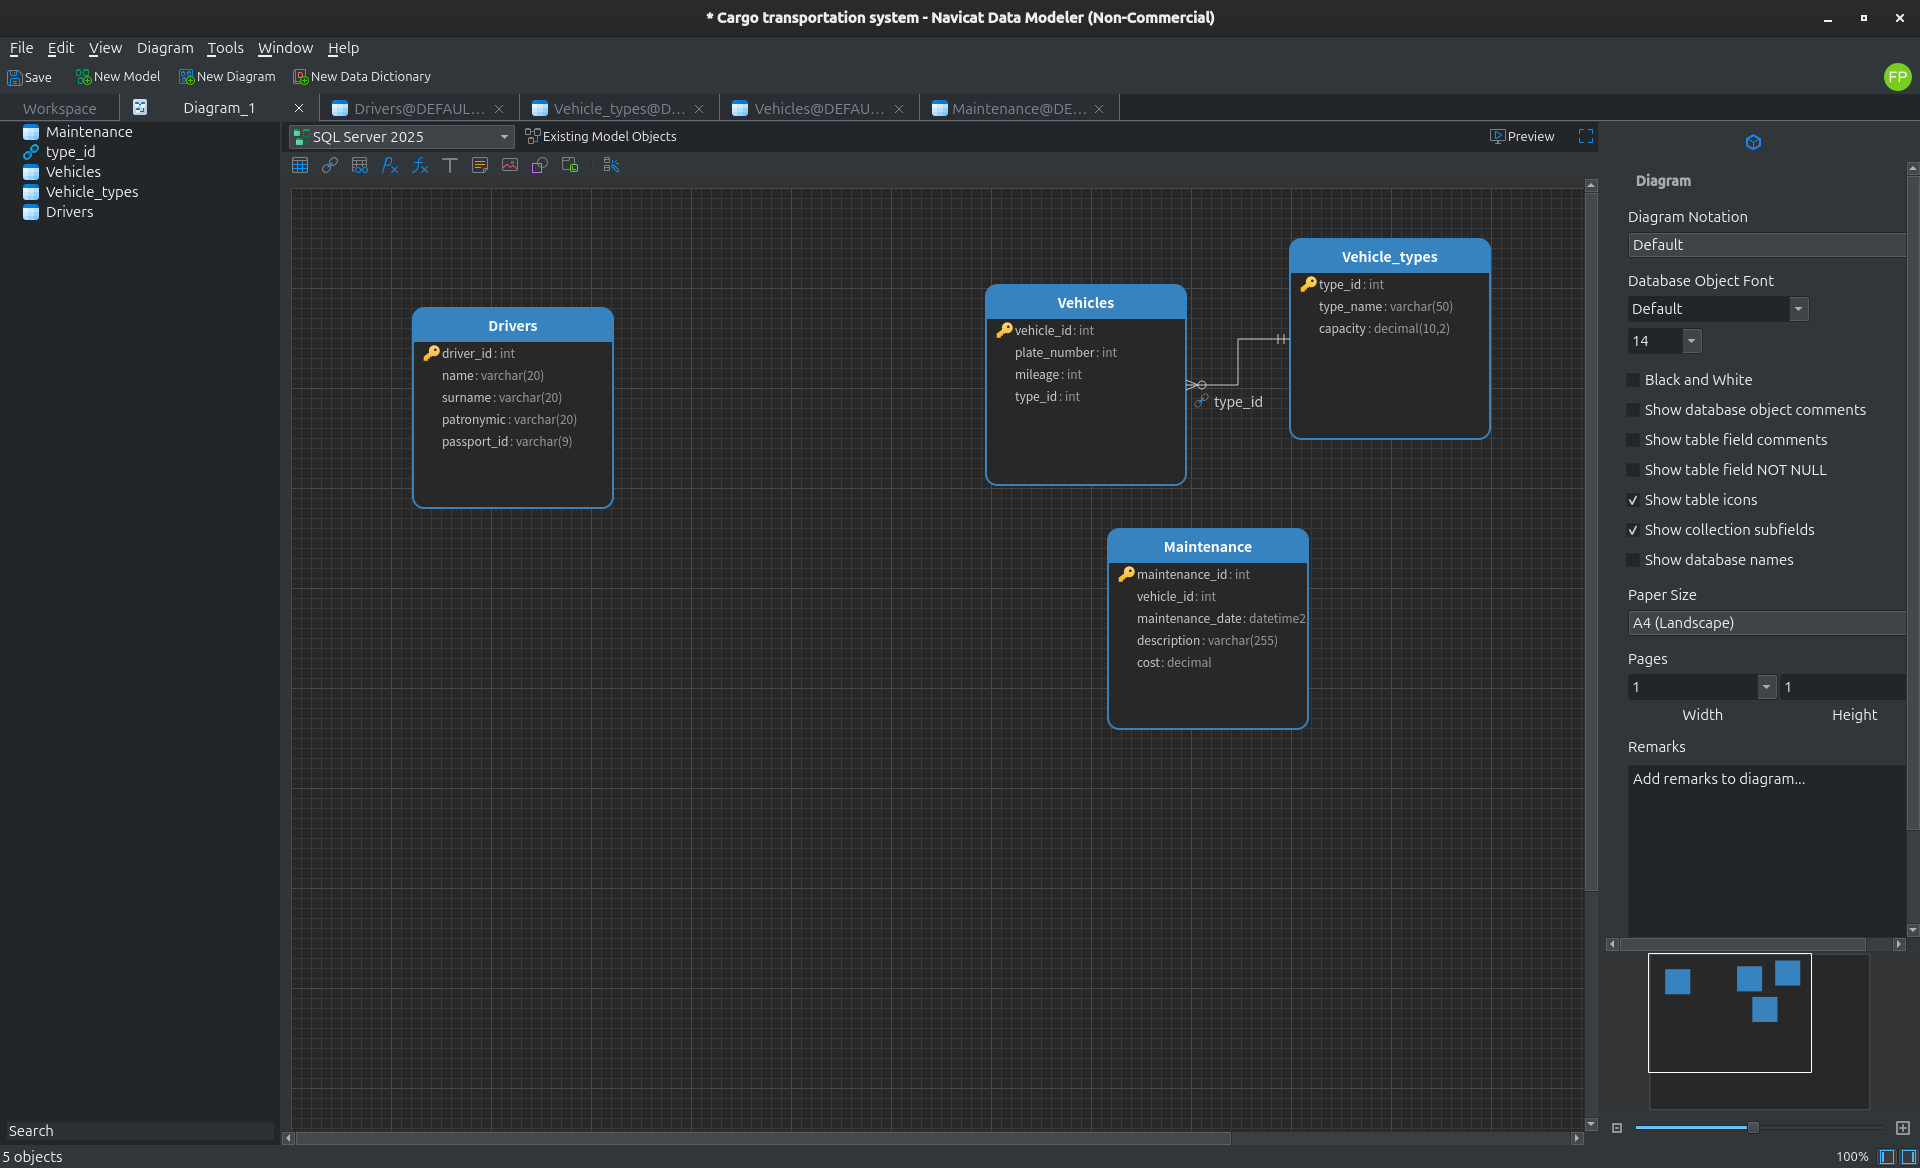 * Cargo transportation system - Navicat Data Modeler (Non-Commercial)
File Edit View Diagram Tools Window Help
Save New Model New Diagram New Data Dictionary
FP
Workspace Diagram_1 Drivers@DEFAUL... Vehicle_types@D... Vehicles@DEFAU... Maintenance@DE...
Maintenance
type_id
Vehicles
Vehicle_types
Drivers
Search
5 objects
SQL Server 2025 Existing Model Objects Preview
Drivers
driver_id: int
name: varchar(20)
surname: varchar(20)
patronymic: varchar(20)
passport_id: varchar(9)
Vehicles
vehicle_id: int
plate_number: int
mileage: int
type_id: int
type_id
Vehicle_types
type_id: int
type_name: varchar(50)
capacity: decimal(10,2)
Maintenance
maintenance_id: int
vehicle_id: int
maintenance_date: datetime2
description: varchar(255)
cost: decimal
Diagram
Diagram Notation
Default
Database Object Font
Default
14
Black and White
Show database object comments
Show table field comments
Show table field NOT NULL
Show table icons
Show collection subfields
Show database names
Paper Size
A4 (Landscape)
Pages
1 1
Width Height
Remarks
Add remarks to diagram...
100%